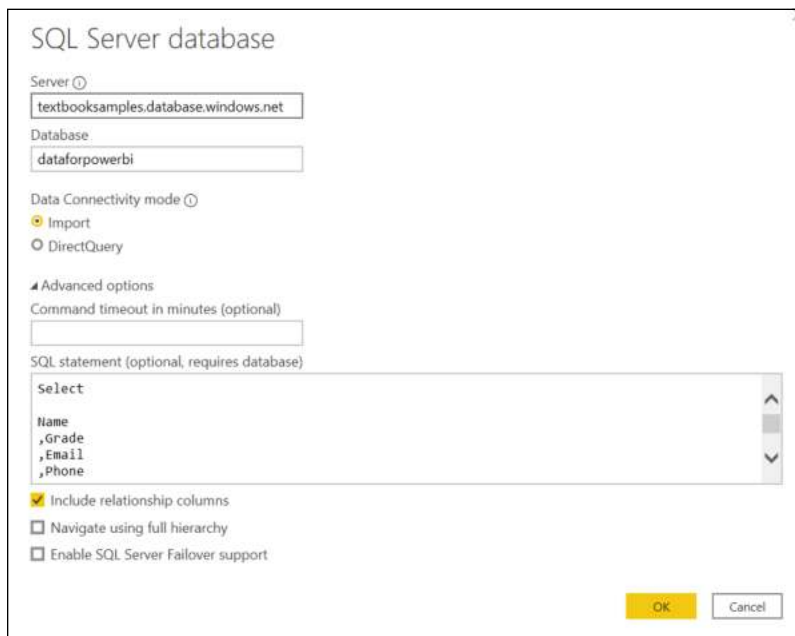 SQL Server database
Server
textbooksamples.database.windows.net
Database
dataforpowerbi
Data Connectivity mode
Import
DirectQuery
Advanced options
Command timeout in minutes (optional)
SQL statement (optional, requires database)
Select
Name
,Grade
,Email
,Phone
Include relationship columns
Navigate using full hierarchy
Enable SQL Server Failover support
OK Cancel